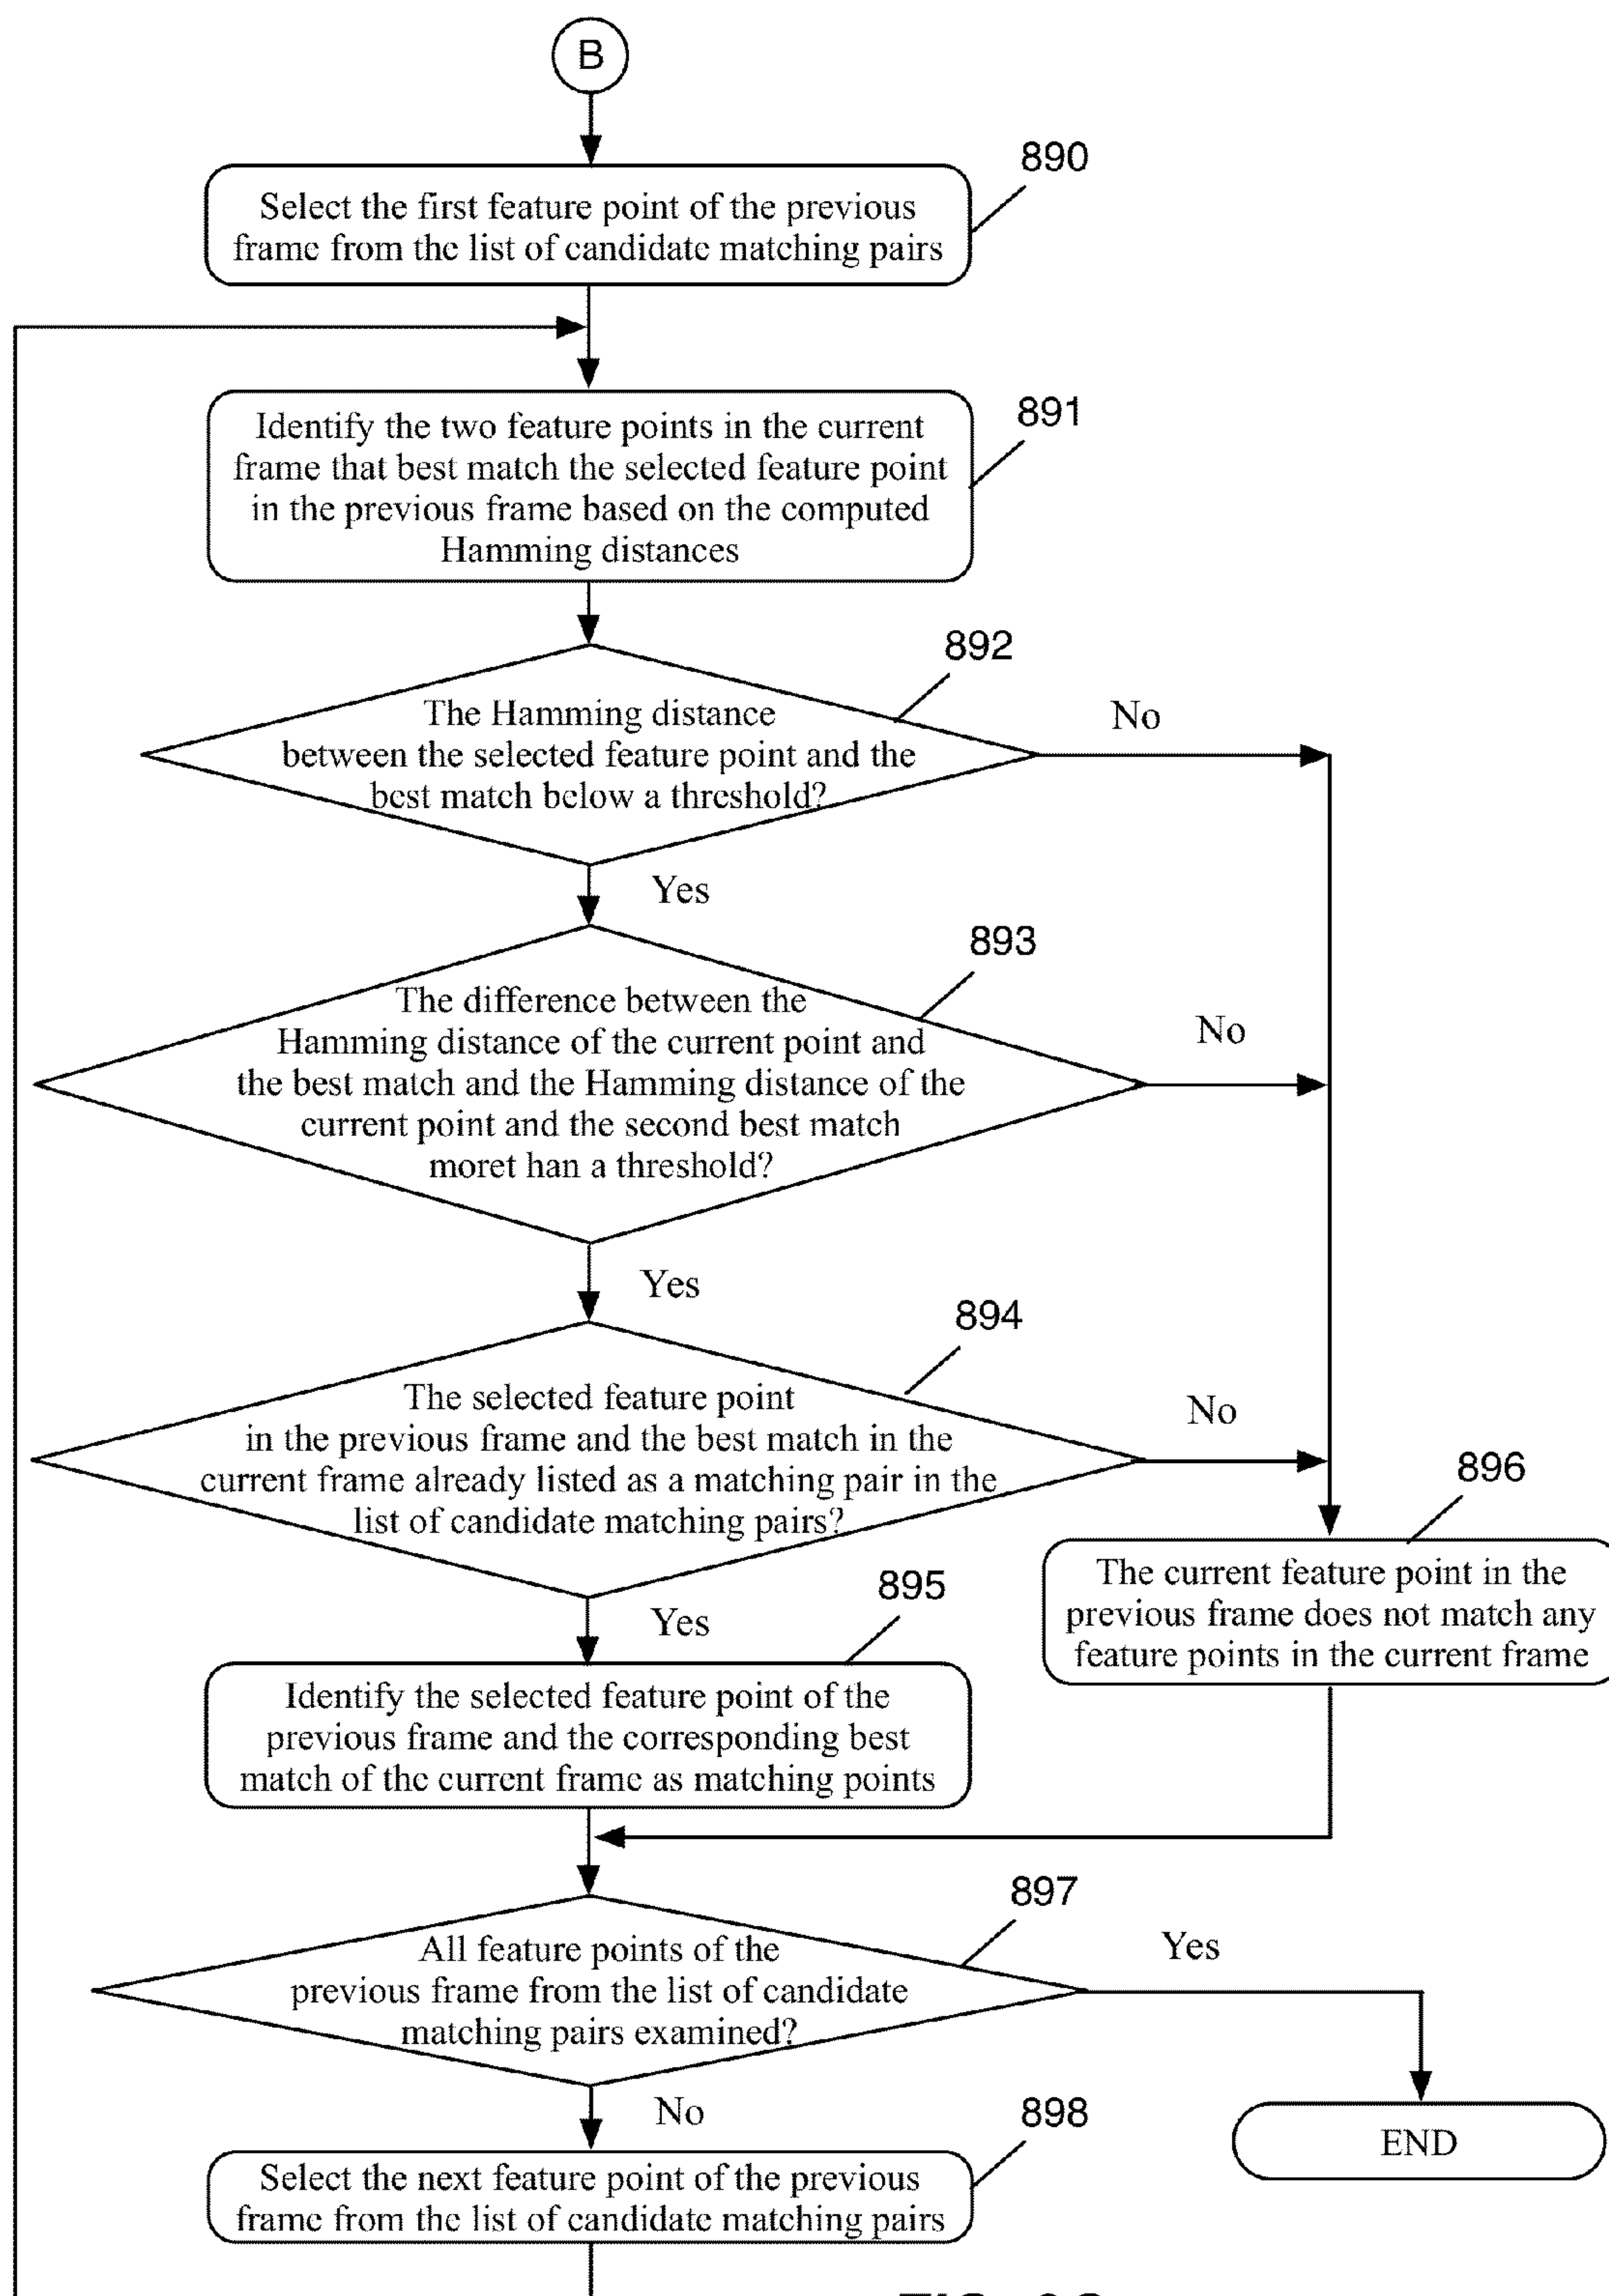 B
890
Select the first feature point of the previous
frame from the list of candidate matching pairs
891
Identify the two feature points in the current
frame that best match the selected feature point
in the previous frame based on the computed
Hamming distances
892
The Hamming distance
between the selected feature point and the
best match below a threshold?
No
Yes
893
The difference between the
Hamming distance of the current point and
the best match and the Hamming distance of the
current point and the second best match
moret han a threshold?
No
Yes
894
The selected feature point
in the previous frame and the best match in the
current frame already listed as a matching pair in the
list of candidate matching pairs?
No
Yes
896
The current feature point in the
previous frame does not match any
feature points in the current frame
895
Identify the selected feature point of the
previous frame and the corresponding best
match of the current frame as matching points
897
All feature points of the
previous frame from the list of candidate
matching pairs examined?
Yes
No
END
898
Select the next feature point of the previous
frame from the list of candidate matching pairs